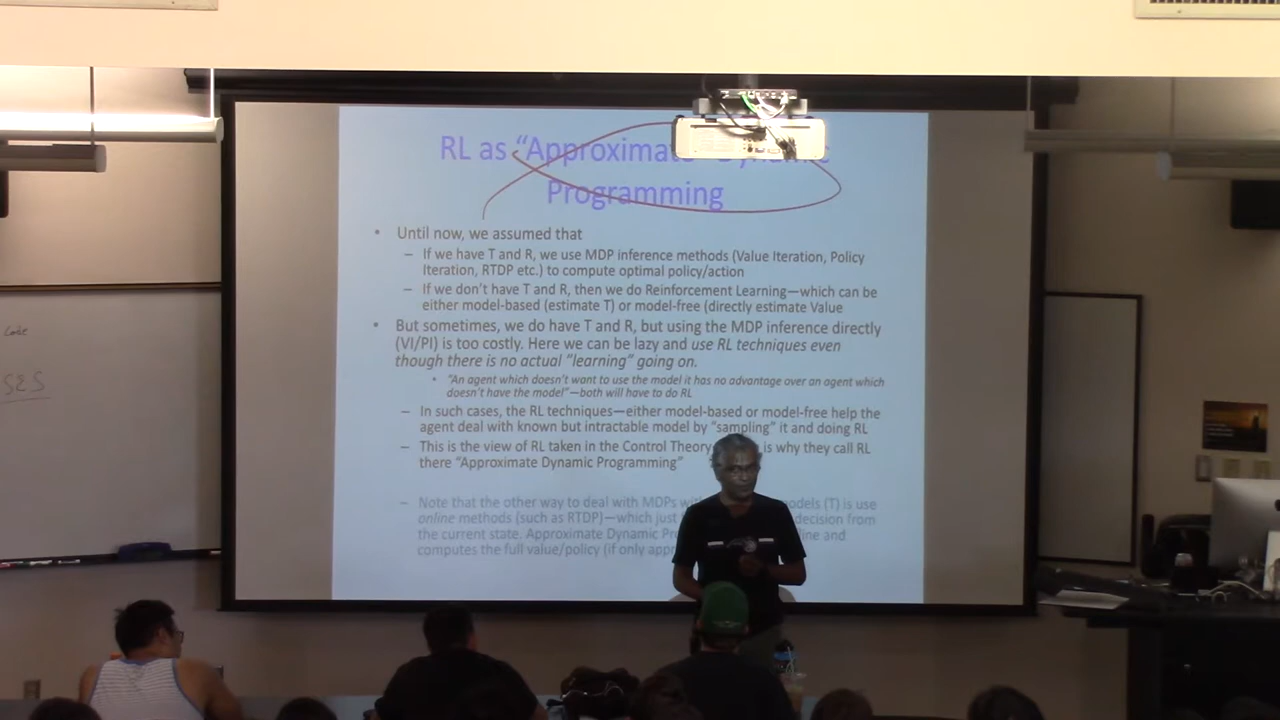 RL as “Approximate” Dynamic
Programming
• Until now, we assumed that
– If we have T and R, we use MDP inference methods (Value Iteration, Policy
Iteration, RTDP etc.) to compute optimal policy/action
– If we don’t have T and R, then we do Reinforcement Learning—which can be
either model-based (estimate T) or model-free (directly estimate Value
• But sometimes, we do have T and R, but using the MDP inference directly
(VI/PI) is too costly. Here we can be lazy and use RL techniques even
though there is no actual “learning” going on.
• “An agent which doesn’t want to use the model it has no advantage over an agent which
doesn’t have the model”—both will have to do RL
– In such cases, the RL techniques—either model-based or model-free help the
agent deal with known but intractable model by “sampling” it and doing RL
– This is the view of RL taken in the Control Theory is why they call RL
there “Approximate Dynamic Programming”
– Note that the other way to deal with MDPs models (T) is use
online methods (such as RTDP)—which just decision from
the current state. Approximate Dynamic and
computes the full value/policy (if only